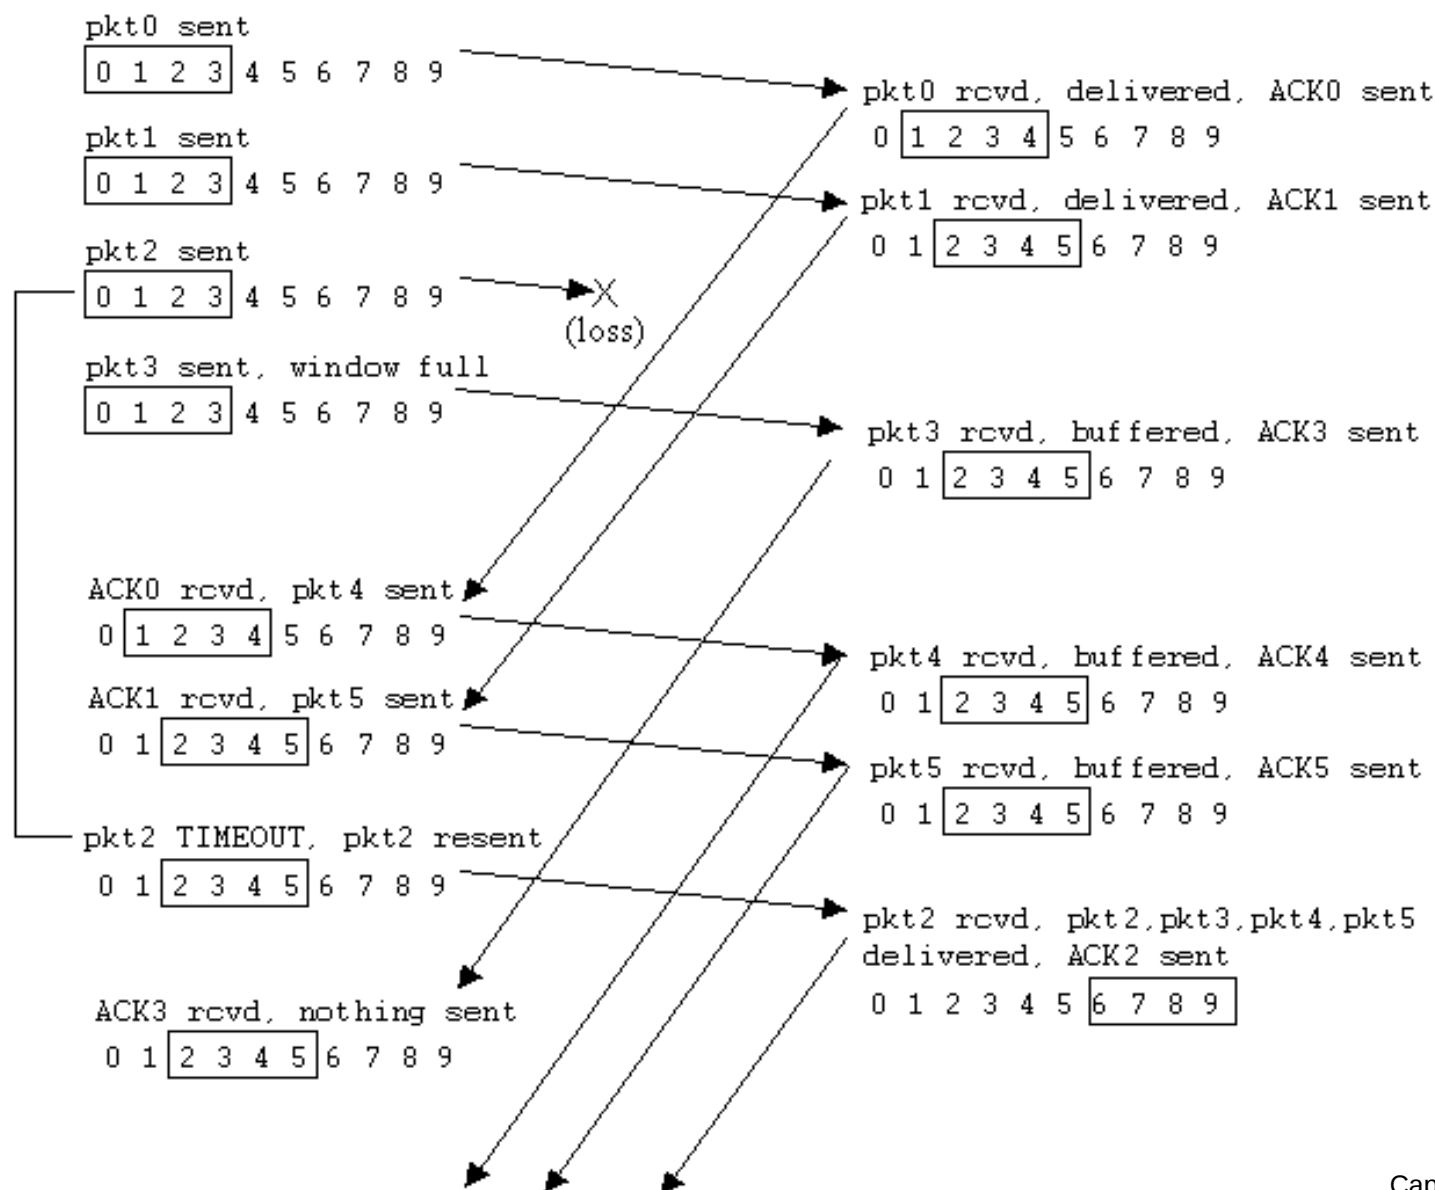 pkt0 sent
0 1 2 3 4 5 6 7 8 9
pkt1 sent
0 1 2 3 4 5 6 7 8 9
pkt2 sent
0 1 2 3 4 5 6 7 8 9
(loss)
pkt3 sent, window full
0 1 2 3 4 5 6 7 8 9
ACK0 rcvd, pkt4 sent
0 1 2 3 4 5 6 7 8 9
ACK1 rcvd, pkt5 sent
0 1 2 3 4 5 6 7 8 9
pkt2 TIMEOUT, pkt2 resent
0 1 2 3 4 5 6 7 8 9
ACK3 rcvd, nothing sent
0 1 2 3 4 5 6 7 8 9
pkt0 rcvd, delivered, ACK0 sent
0 1 2 3 4 5 6 7 8 9
pkt1 rcvd, delivered, ACK1 sent
0 1 2 3 4 5 6 7 8 9
pkt3 rcvd, buffered, ACK3 sent
0 1 2 3 4 5 6 7 8 9
pkt4 rcvd, buffered, ACK4 sent
0 1 2 3 4 5 6 7 8 9
pkt5 rcvd, buffered, ACK5 sent
0 1 2 3 4 5 6 7 8 9
pkt2 rcvd, pkt2,pkt3,pkt4,pkt5
delivered, ACK2 sent
0 1 2 3 4 5 6 7 8 9